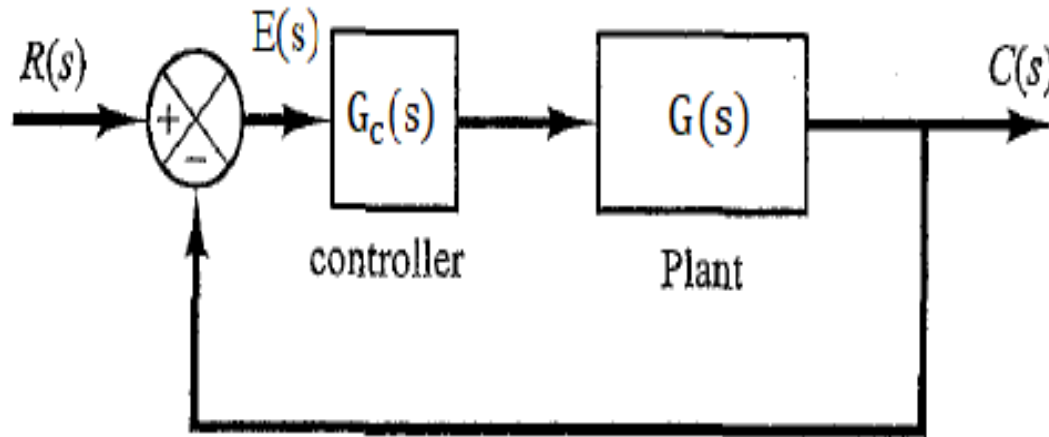 R(s)
E(s)
C(s)
+
−
G_c(s)
G(s)
controller
Plant